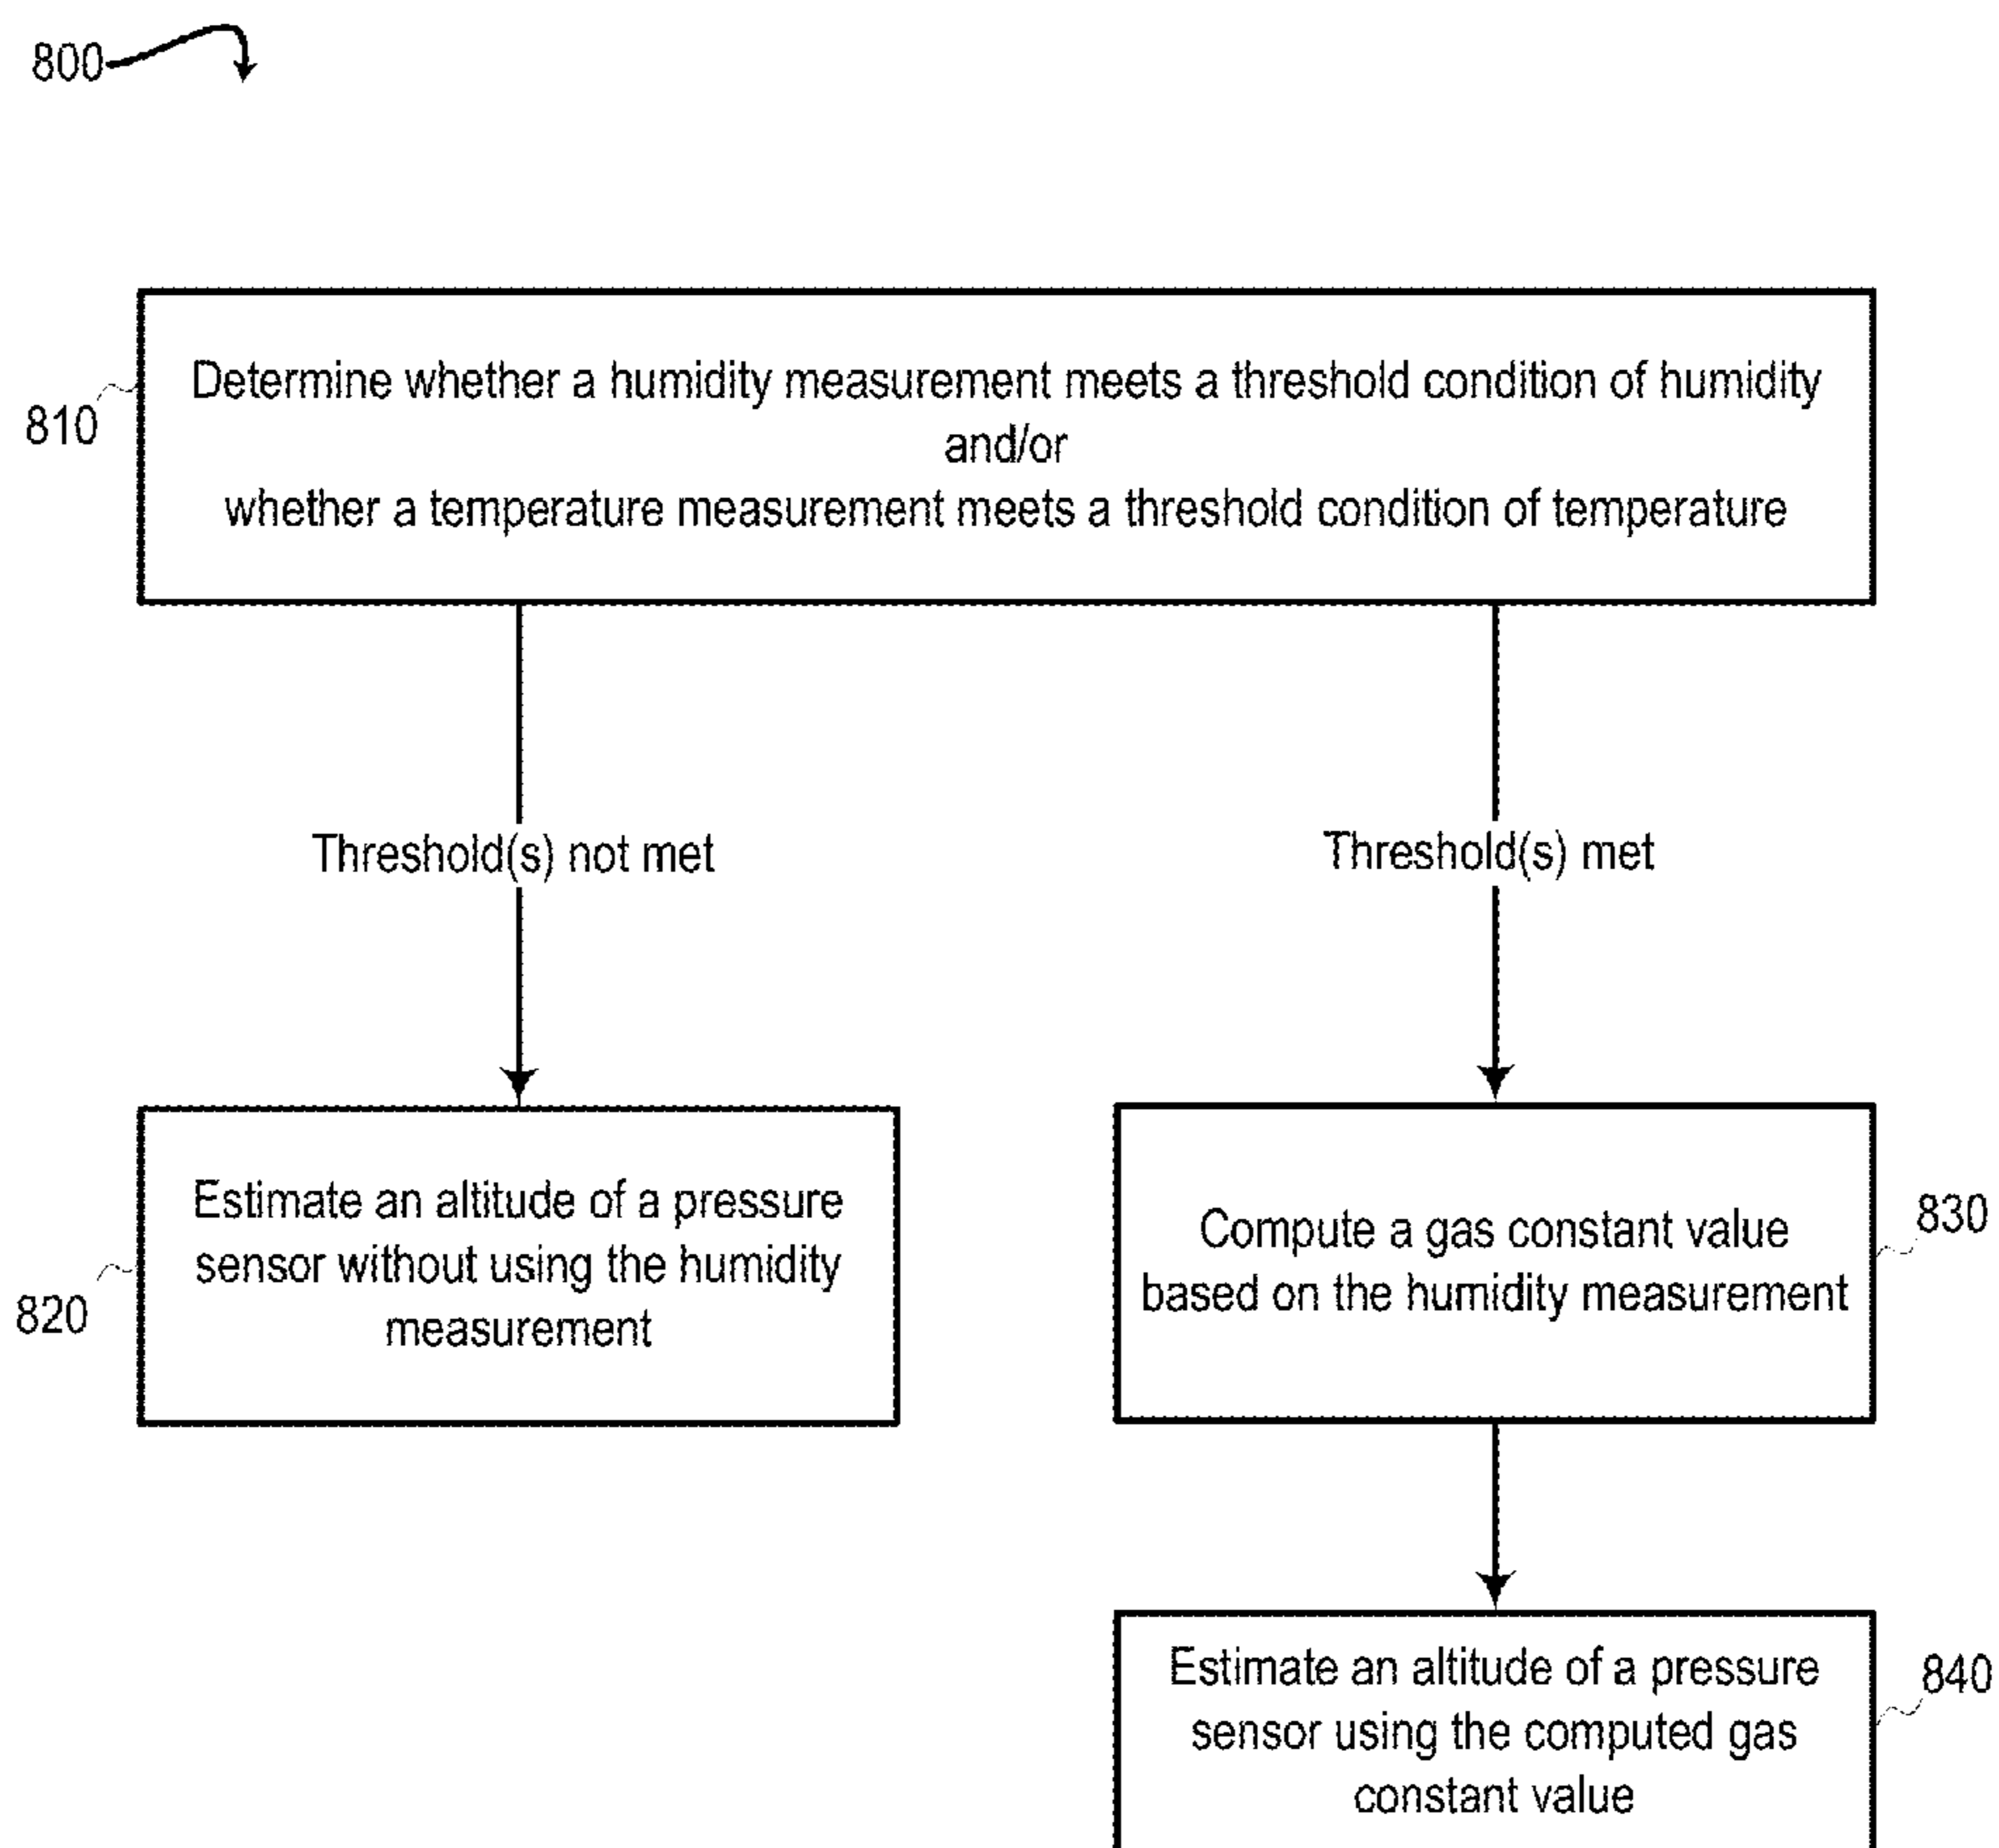 800
Determine whether a humidity measurement meets a threshold condition of humidity
and/or
whether a temperature measurement meets a threshold condition of temperature
810
Threshold(s) not met
Threshold(s) met
Estimate an altitude of a pressure
sensor without using the humidity
measurement
820
Compute a gas constant value
based on the humidity measurement
830
Estimate an altitude of a pressure
sensor using the computed gas
constant value
840